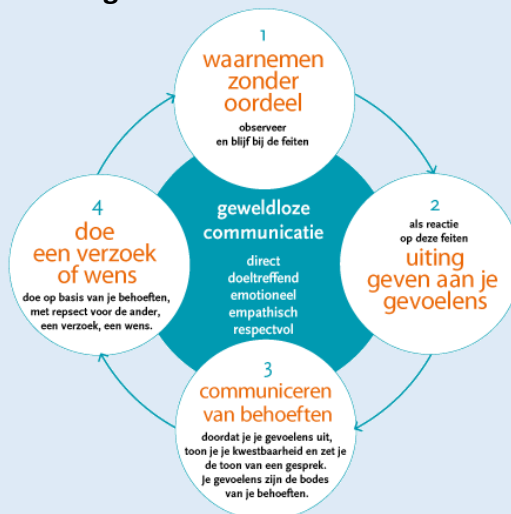 1
waarnemen
zonder
oordeel
observeer
en blijf bij de feiten
2
als reactie
op deze feiten
uiting
geven aan je
gevoelens
3
communiceren
van behoeften
doordat je je gevoelens uit,
toon je je kwestbaarheid en zet je
de toon van een gesprek.
Je gevoelens zijn de bodes
van je behoeften.
4
doe
een verzoek
of wens
doe op basis van je behoeften,
met repsect voor de ander,
een verzoek, een wens.
geweldloze
communicatie
direct
doeltreffend
emotioneel
empathisch
respectvol